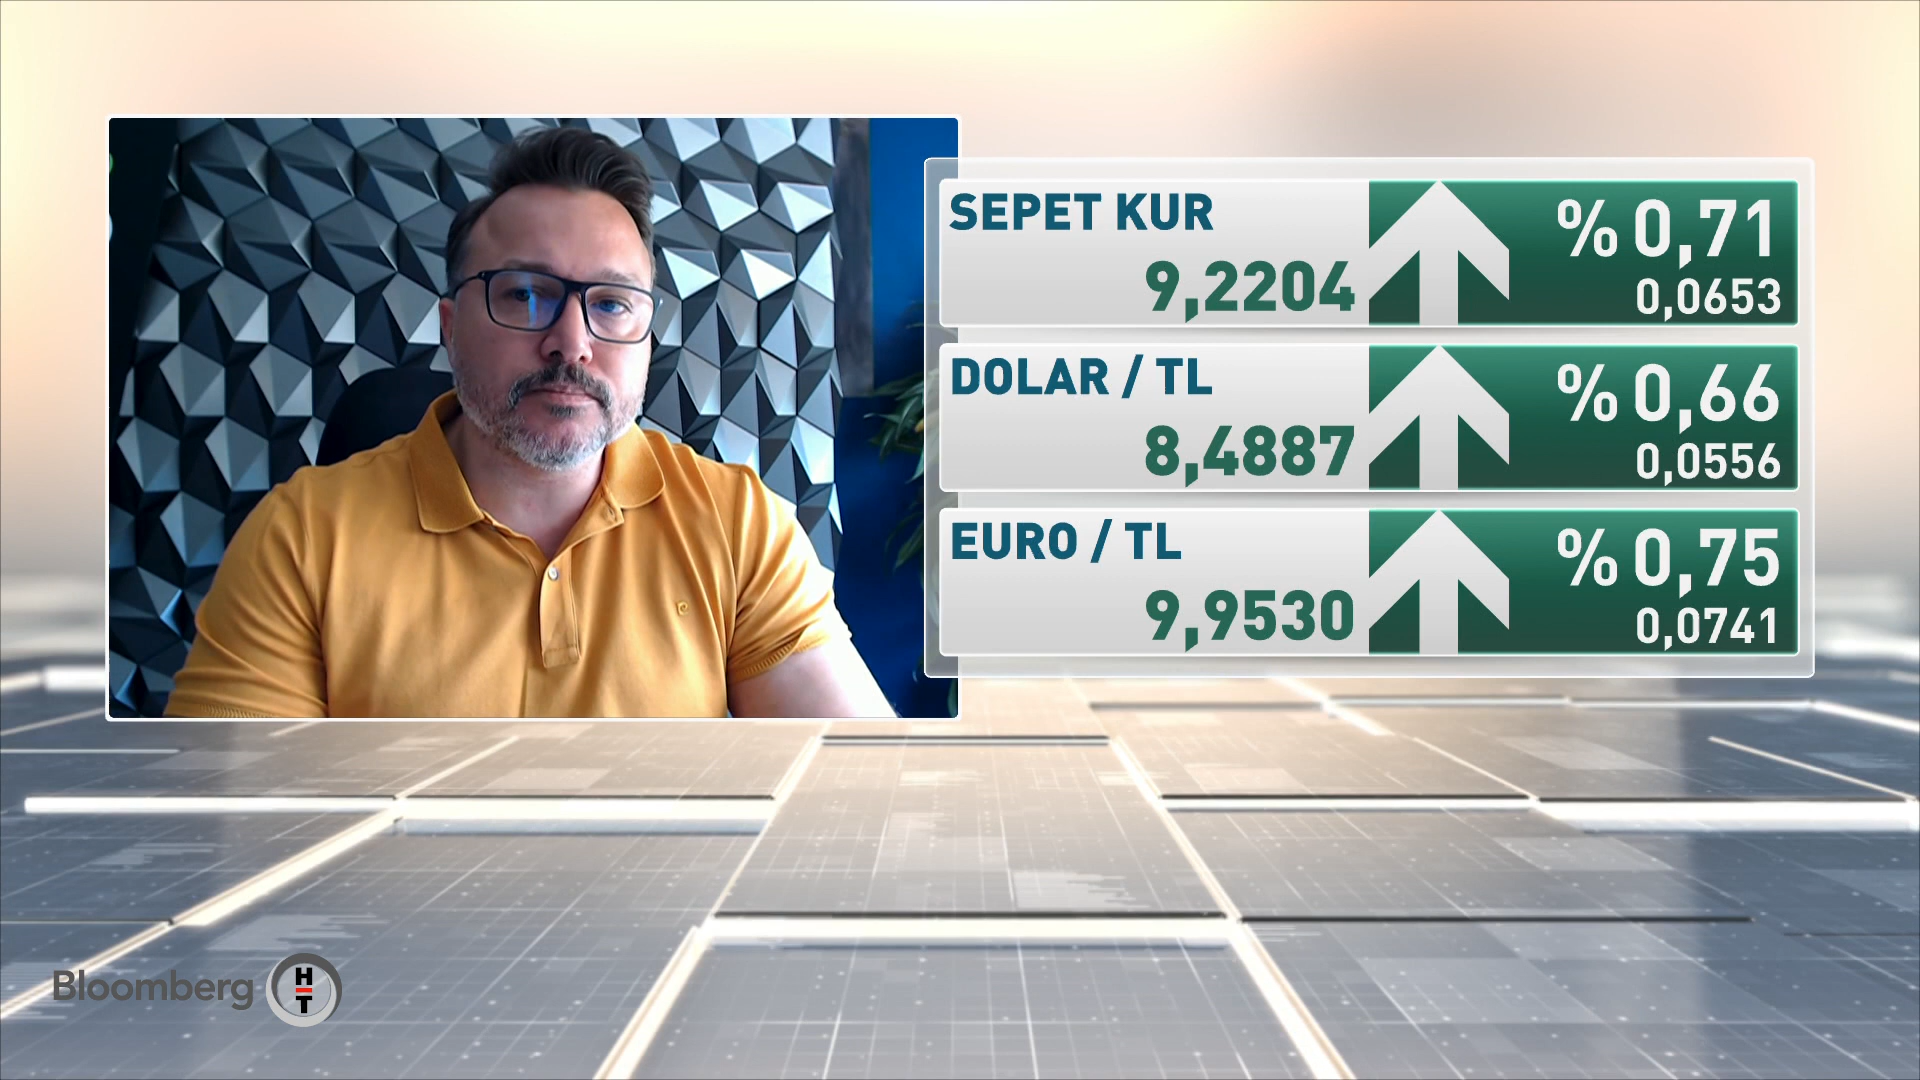 SEPET KUR
9,2204
% 0,71
0,0653
DOLAR / TL
8,4887
% 0,66
0,0556
EURO / TL
9,9530
% 0,75
0,0741
Bloomberg HT